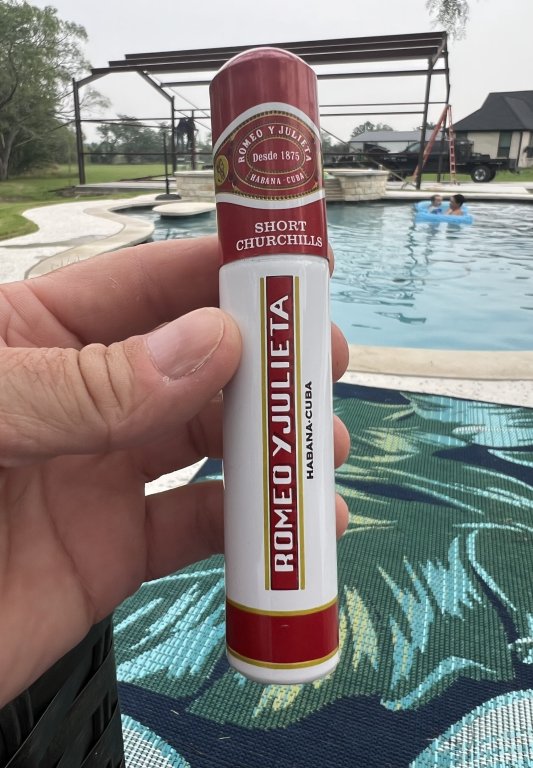 ROMEO Y JULIETA
Desde 1875
HABANA · CUBA
SHORT
CHURCHILLS
ROMEO Y JULIETA
HABANA·CUBA